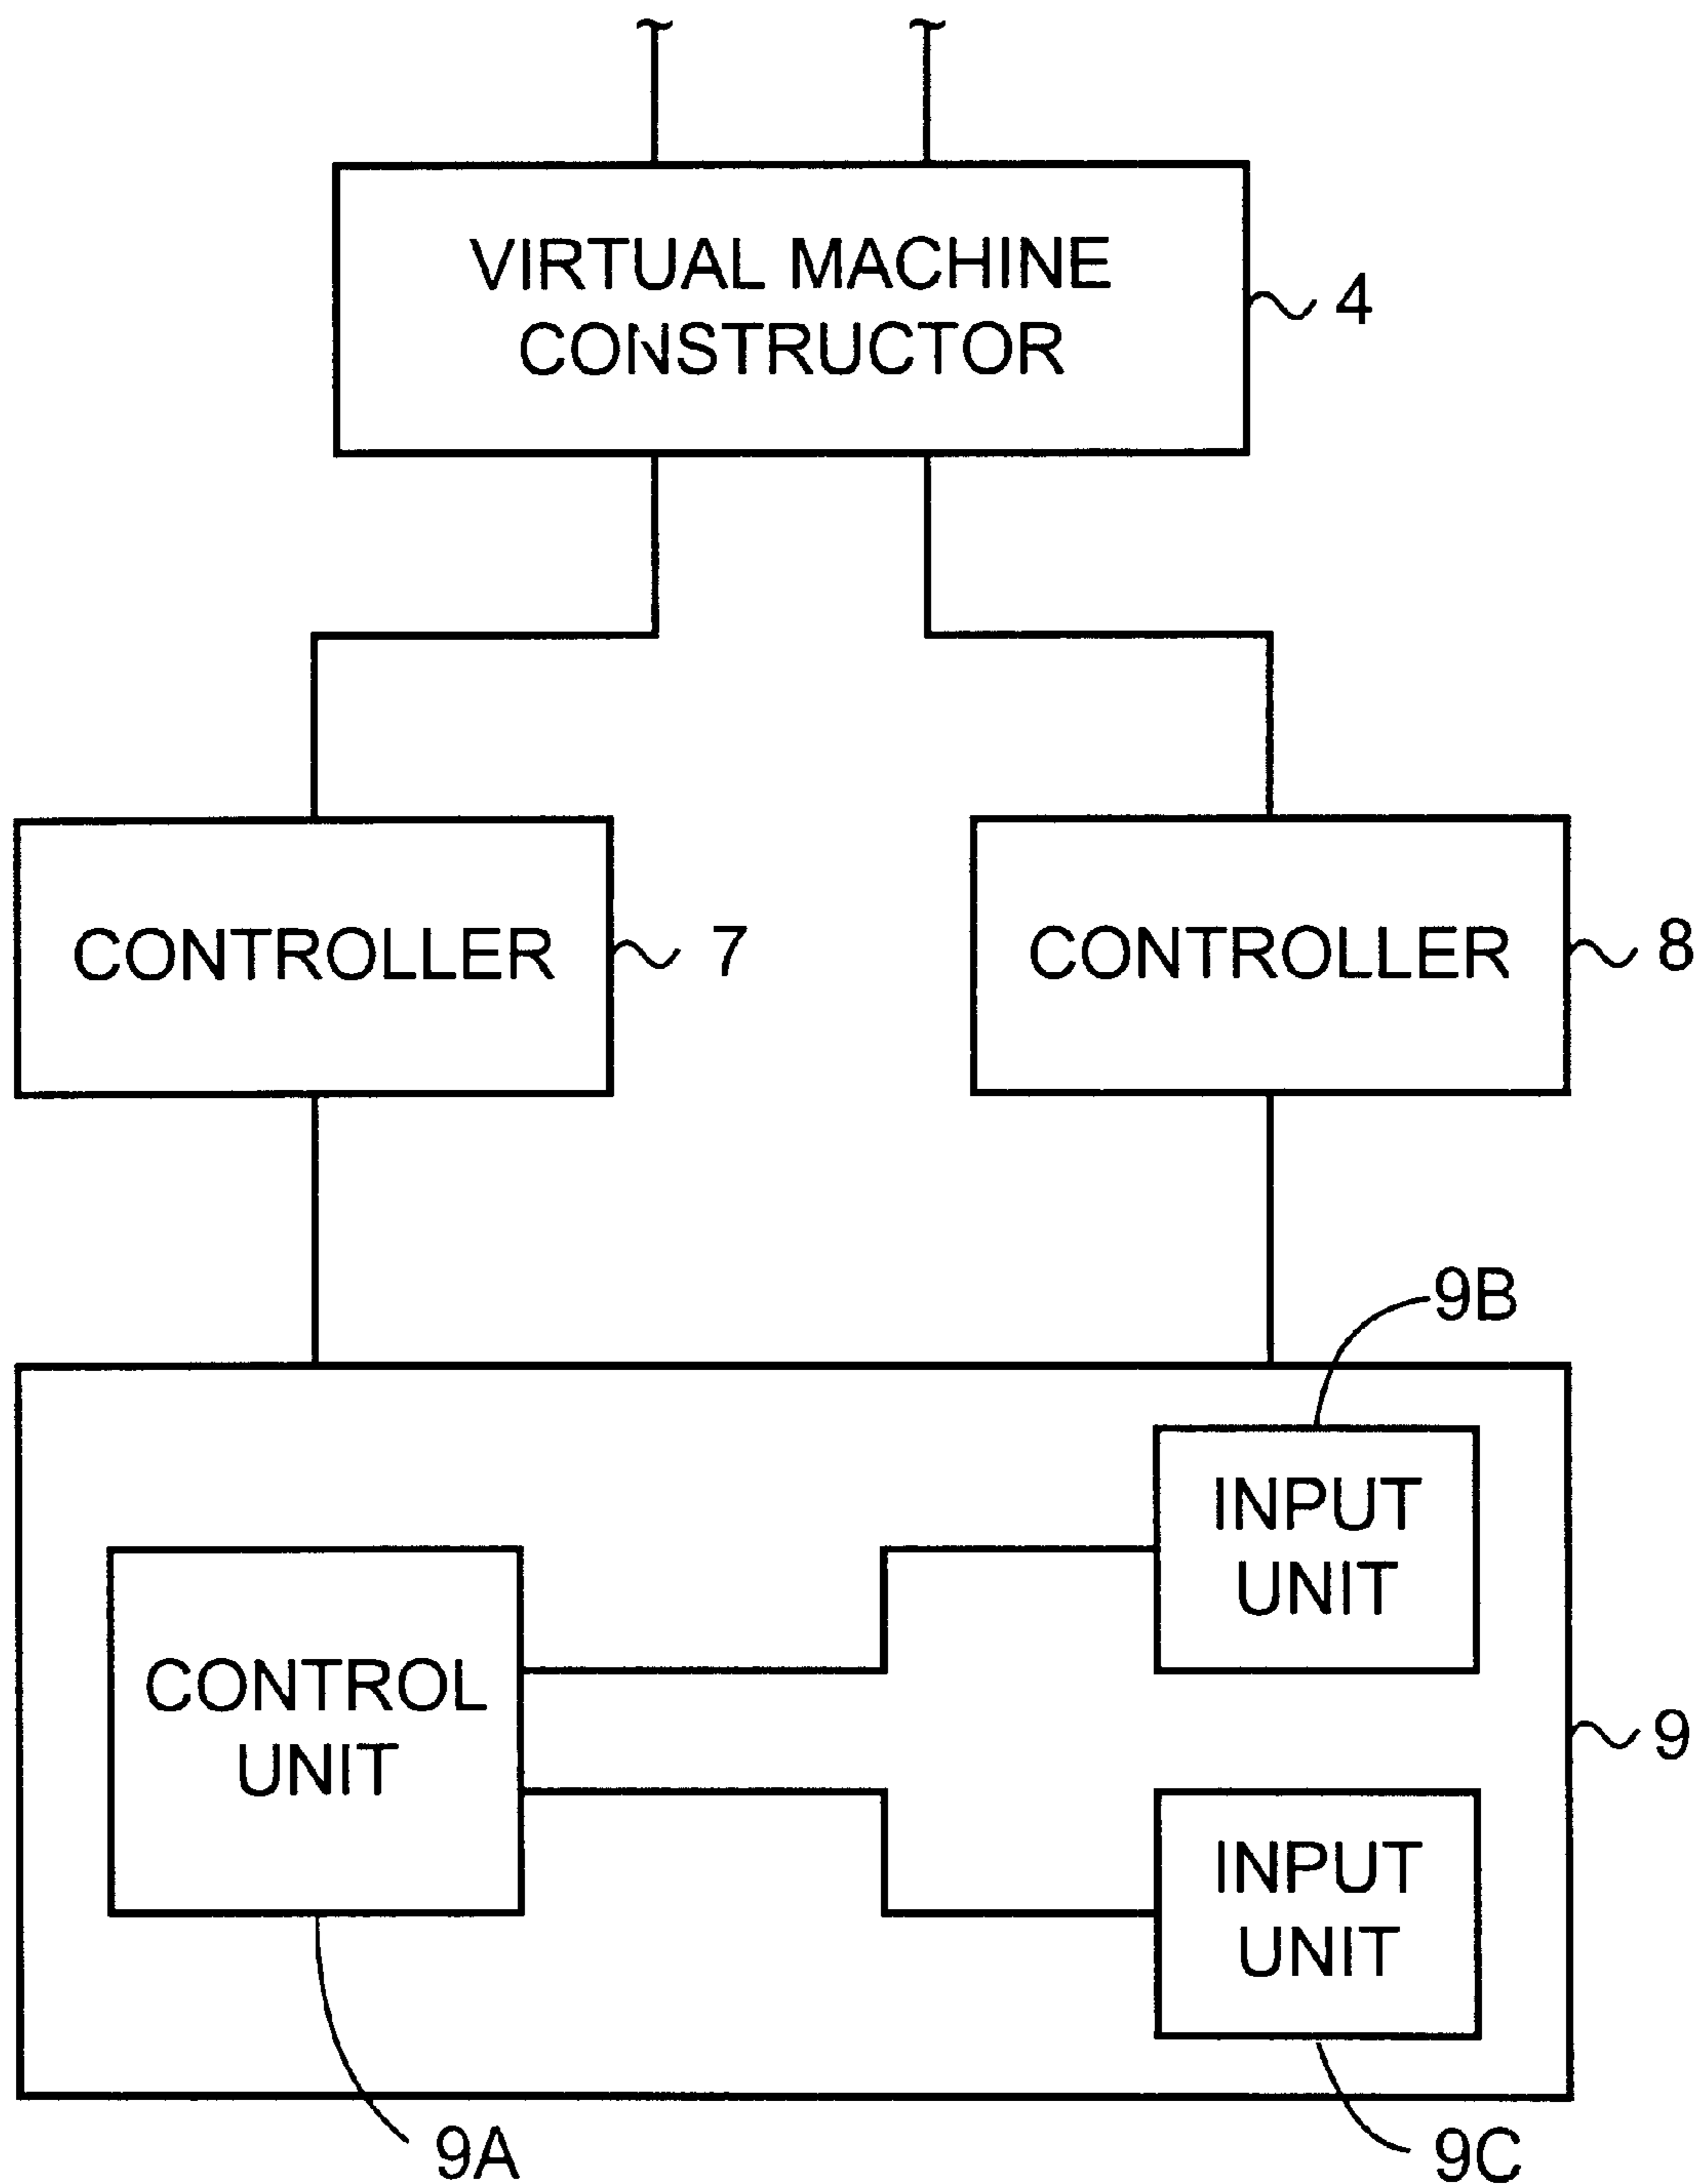 VIRTUAL MACHINE
CONSTRUCTOR
4
CONTROLLER
7
CONTROLLER
8
9B
INPUT
UNIT
CONTROL
UNIT
9
INPUT
UNIT
9A
9C